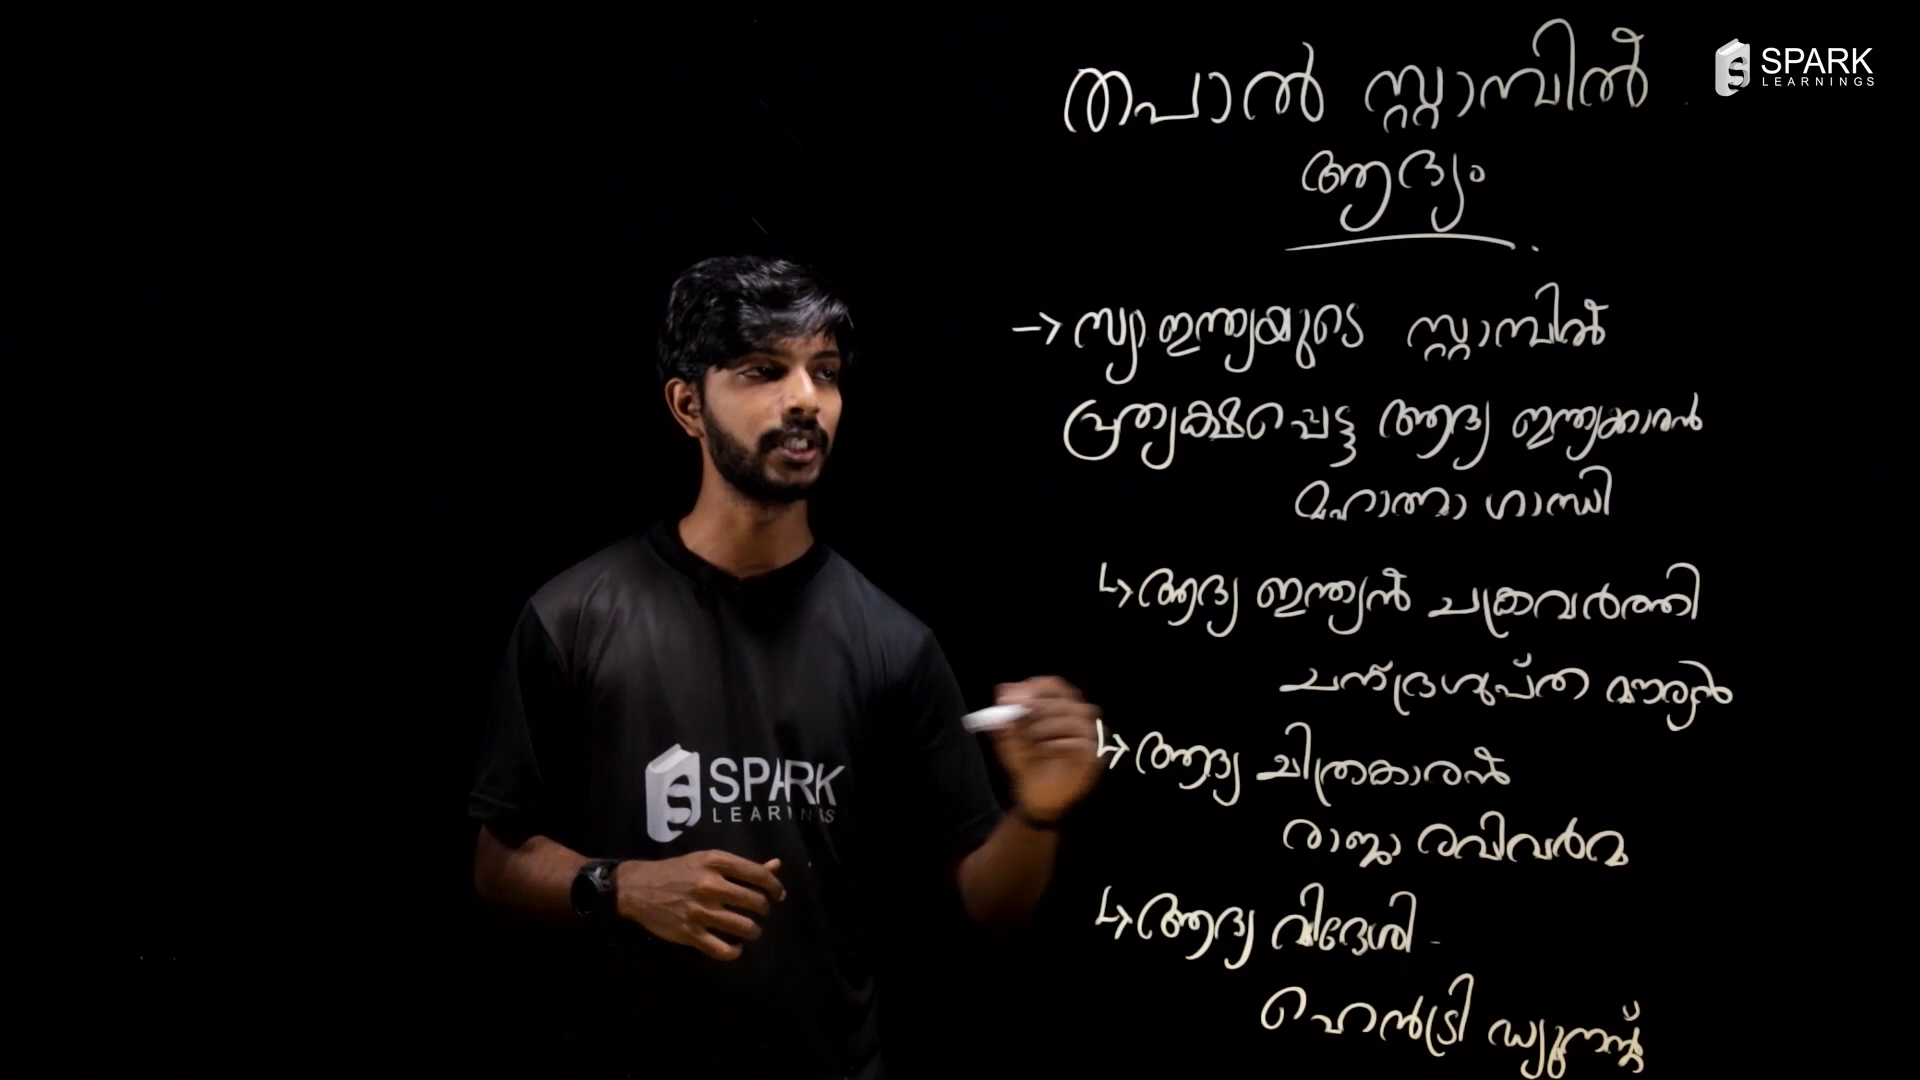 തപാൽ സ്റ്റാമ്പിൽ
ആദ്യം
SPARK
LEARNINGS
→ സ്വാ. ഇന്ത്യയുടെ സ്റ്റാമ്പിൽ
പ്രത്യക്ഷപ്പെട്ട ആദ്യ ഇന്ത്യക്കാരൻ
മഹാത്മാ ഗാന്ധി
↳ ആദ്യ ഇന്ത്യൻ ചക്രവർത്തി
ചന്ദ്രഗുപ്ത മൗര്യൻ
↳ ആദ്യ ചിത്രകാരൻ
രാജാ രവിവർമ്മ
↳ ആദ്യ വിദേശി -
ഹെൻട്രി ഡ്യുനന്റ്
SPARK
LEARNINGS